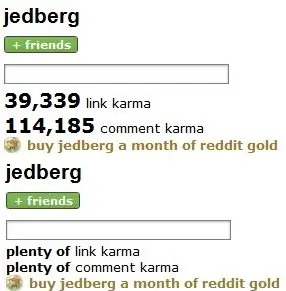 jedberg
+ friends
39,339 link karma
114,185 comment karma
buy jedberg a month of reddit gold
jedberg
+ friends
plenty of link karma
plenty of comment karma
buy jedberg a month of reddit gold